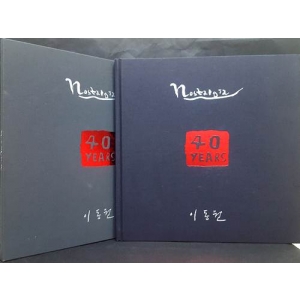 Nostalgia
40
YEARS
이동원
Nostalgia
40
YEARS
이동원